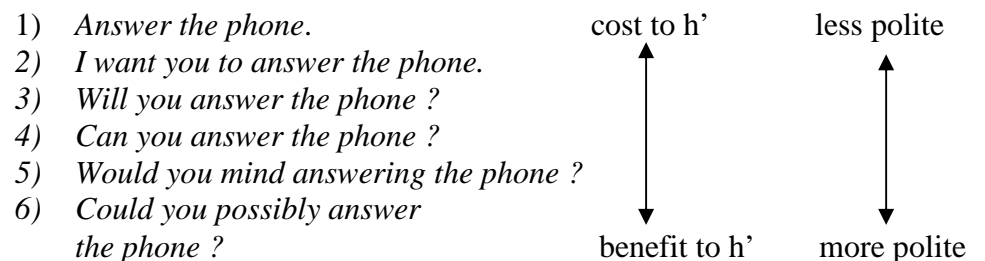 1) Answer the phone. cost to h’ less polite
2) I want you to answer the phone.
3) Will you answer the phone ?
4) Can you answer the phone ?
5) Would you mind answering the phone ?
6) Could you possibly answer
the phone ? benefit to h’ more polite